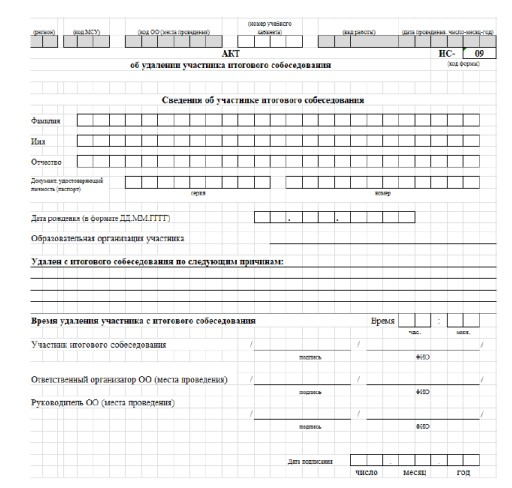 (номер учебного
(регион) (код МСУ) (код ОО (места проведения) кабинета) (код работы) (дата проведения: число-месяц-год)
АКТ ИС- 09
об удалении участника итогового собеседования (код формы)
Сведения об участнике итогового собеседования
Фамилия
Имя
Отчество
Документ, удостоверяющий
личность (паспорт)
серия номер
Дата рождения (в формате ДД.ММ.ГГГГ) . .
Образовательная организация участника
Удален с итогового собеседования по следующим причинам:
Время удаления участника с итогового собеседования Время :
час. мин.
Участник итогового собеседования / / /
подпись ФИО
Ответственный организатор ОО (места проведения) / / /
подпись ФИО
Руководитель ОО (места проведения)
/ / /
подпись ФИО
Дата подписания . .
число месяц год